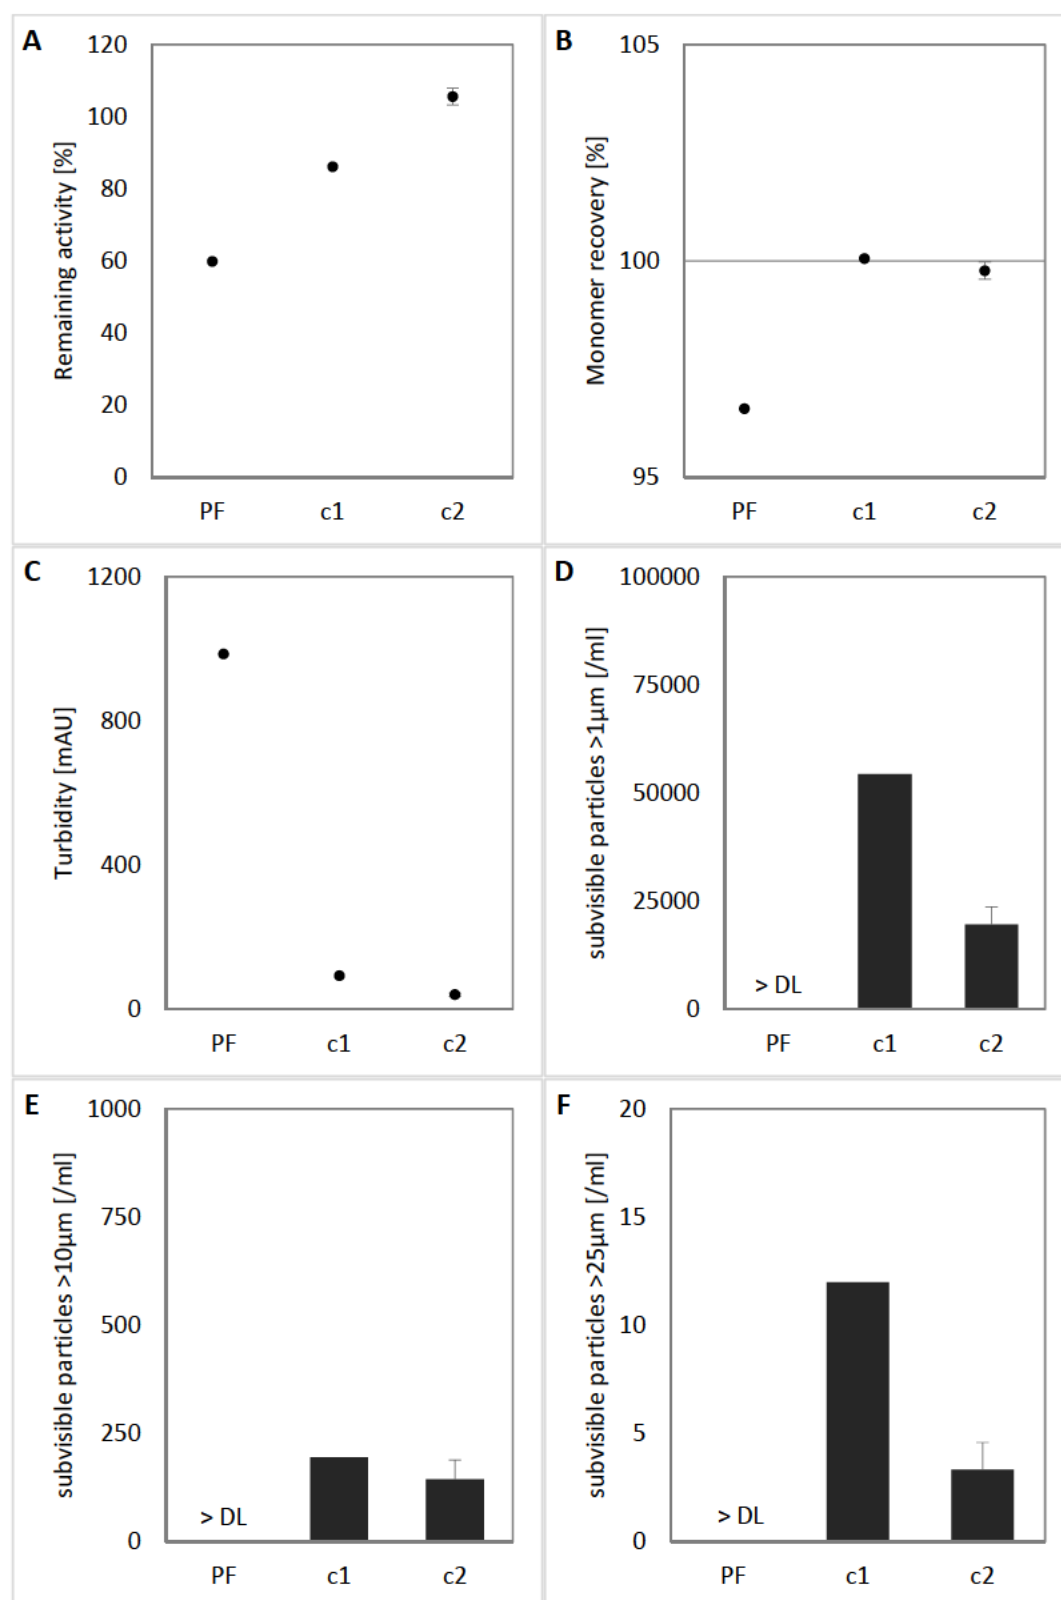 A
Remaining activity [%]
120
100
80
60
40
20
0
PF c1 c2
B
Monomer recovery [%]
105
100
95
PF c1 c2
C
Turbidity [mAU]
1200
800
400
0
PF c1 c2
D
subvisible particles >1µm [/ml]
100000
75000
50000
25000
0
> DL
PF c1 c2
E
subvisible particles >10µm [/ml]
1000
750
500
250
0
> DL
PF c1 c2
F
subvisible particles >25µm [/ml]
20
15
10
5
0
> DL
PF c1 c2